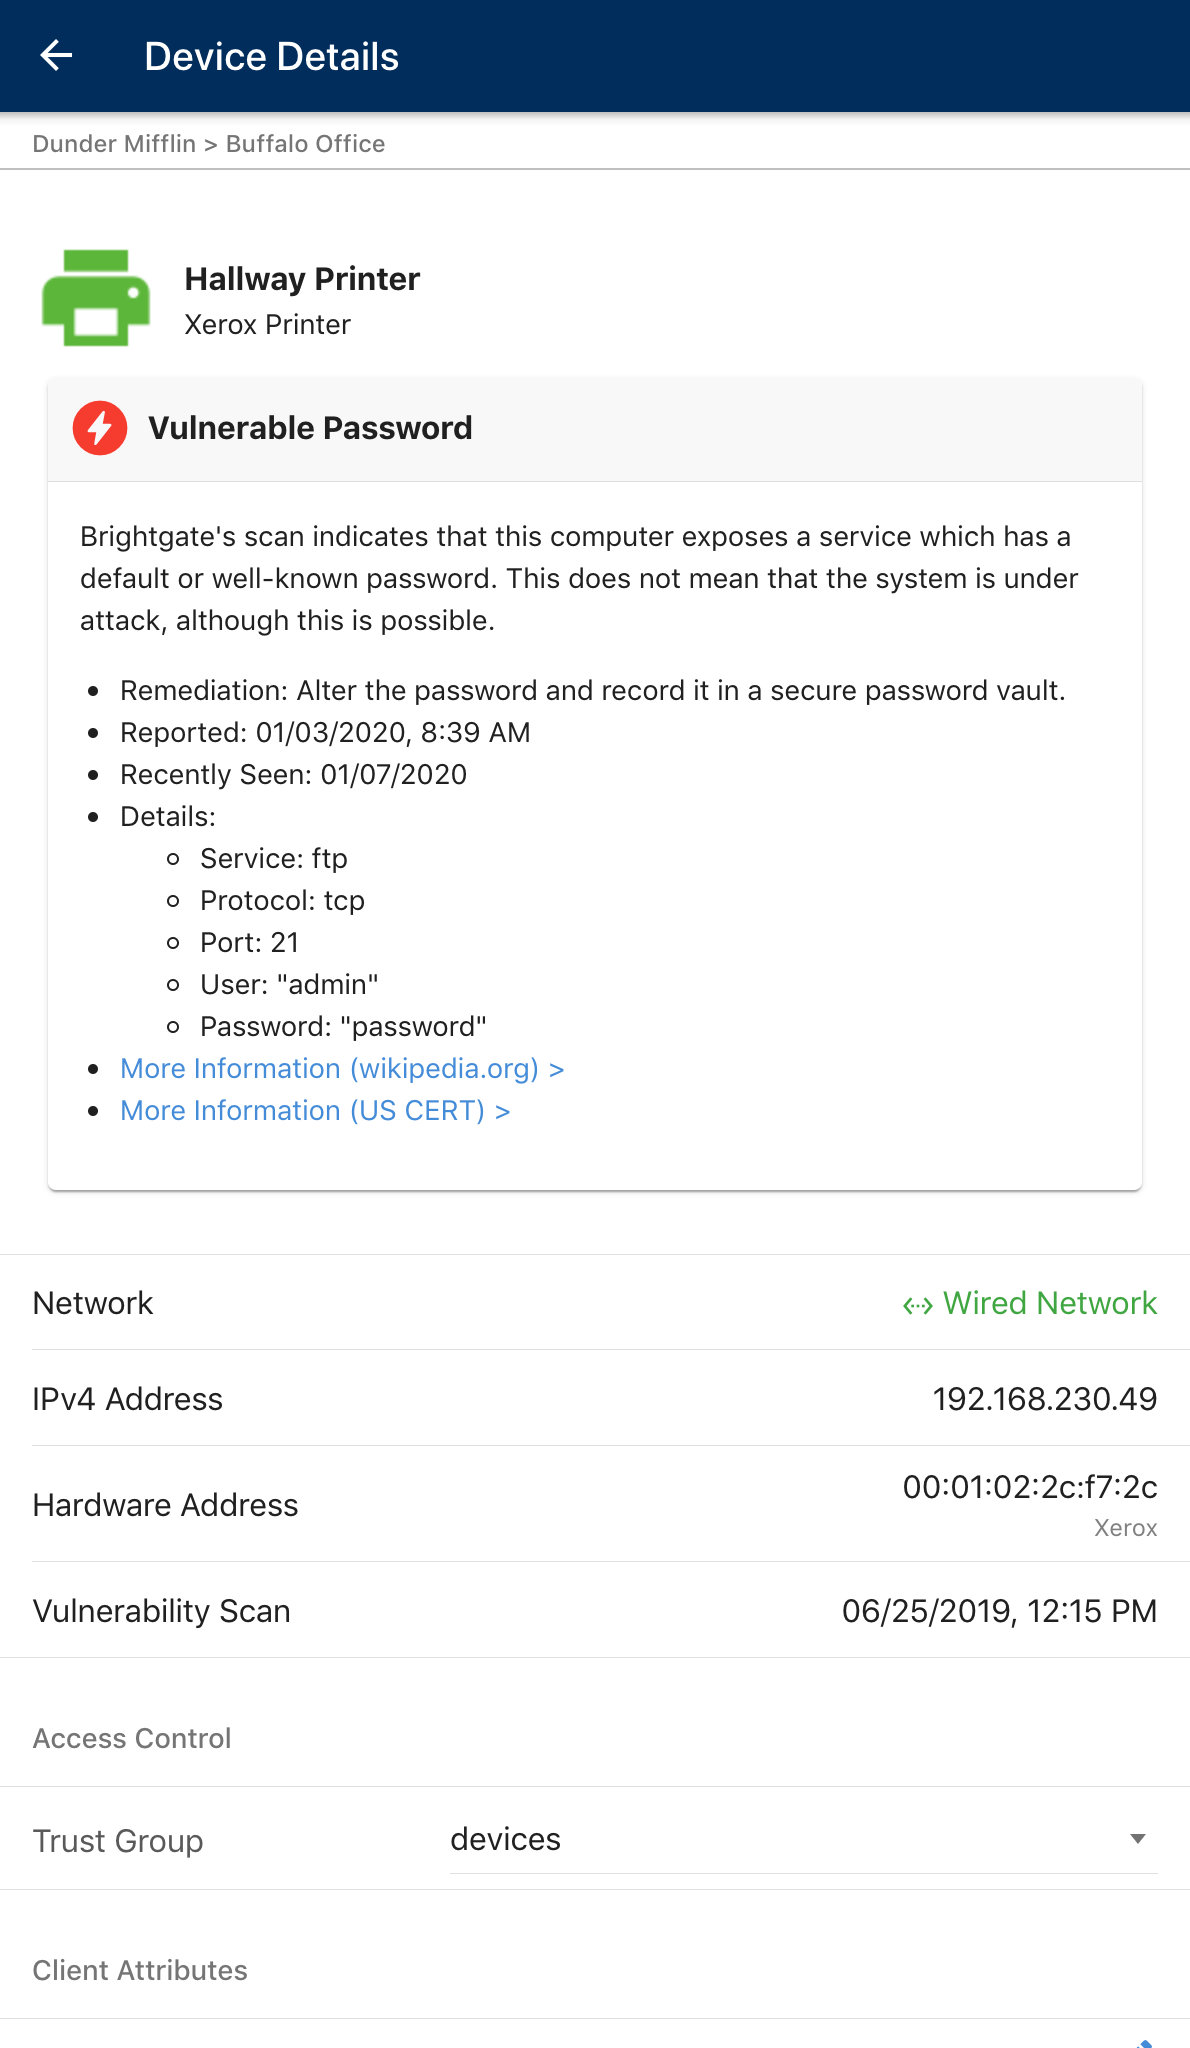 Device Details
Dunder Mifflin > Buffalo Office
Hallway Printer
Xerox Printer
Vulnerable Password
Brightgate's scan indicates that this computer exposes a service which has a
default or well-known password. This does not mean that the system is under
attack, although this is possible.
Remediation: Alter the password and record it in a secure password vault.
Reported: 01/03/2020, 8:39 AM
Recently Seen: 01/07/2020
Details:
Service: ftp
Protocol: tcp
Port: 21
User: "admin"
Password: "password"
More Information (wikipedia.org) >
More Information (US CERT) >
Network Wired Network
IPv4 Address 192.168.230.49
Hardware Address 00:01:02:2c:f7:2c
Xerox
Vulnerability Scan 06/25/2019, 12:15 PM
Access Control
Trust Group devices
Client Attributes